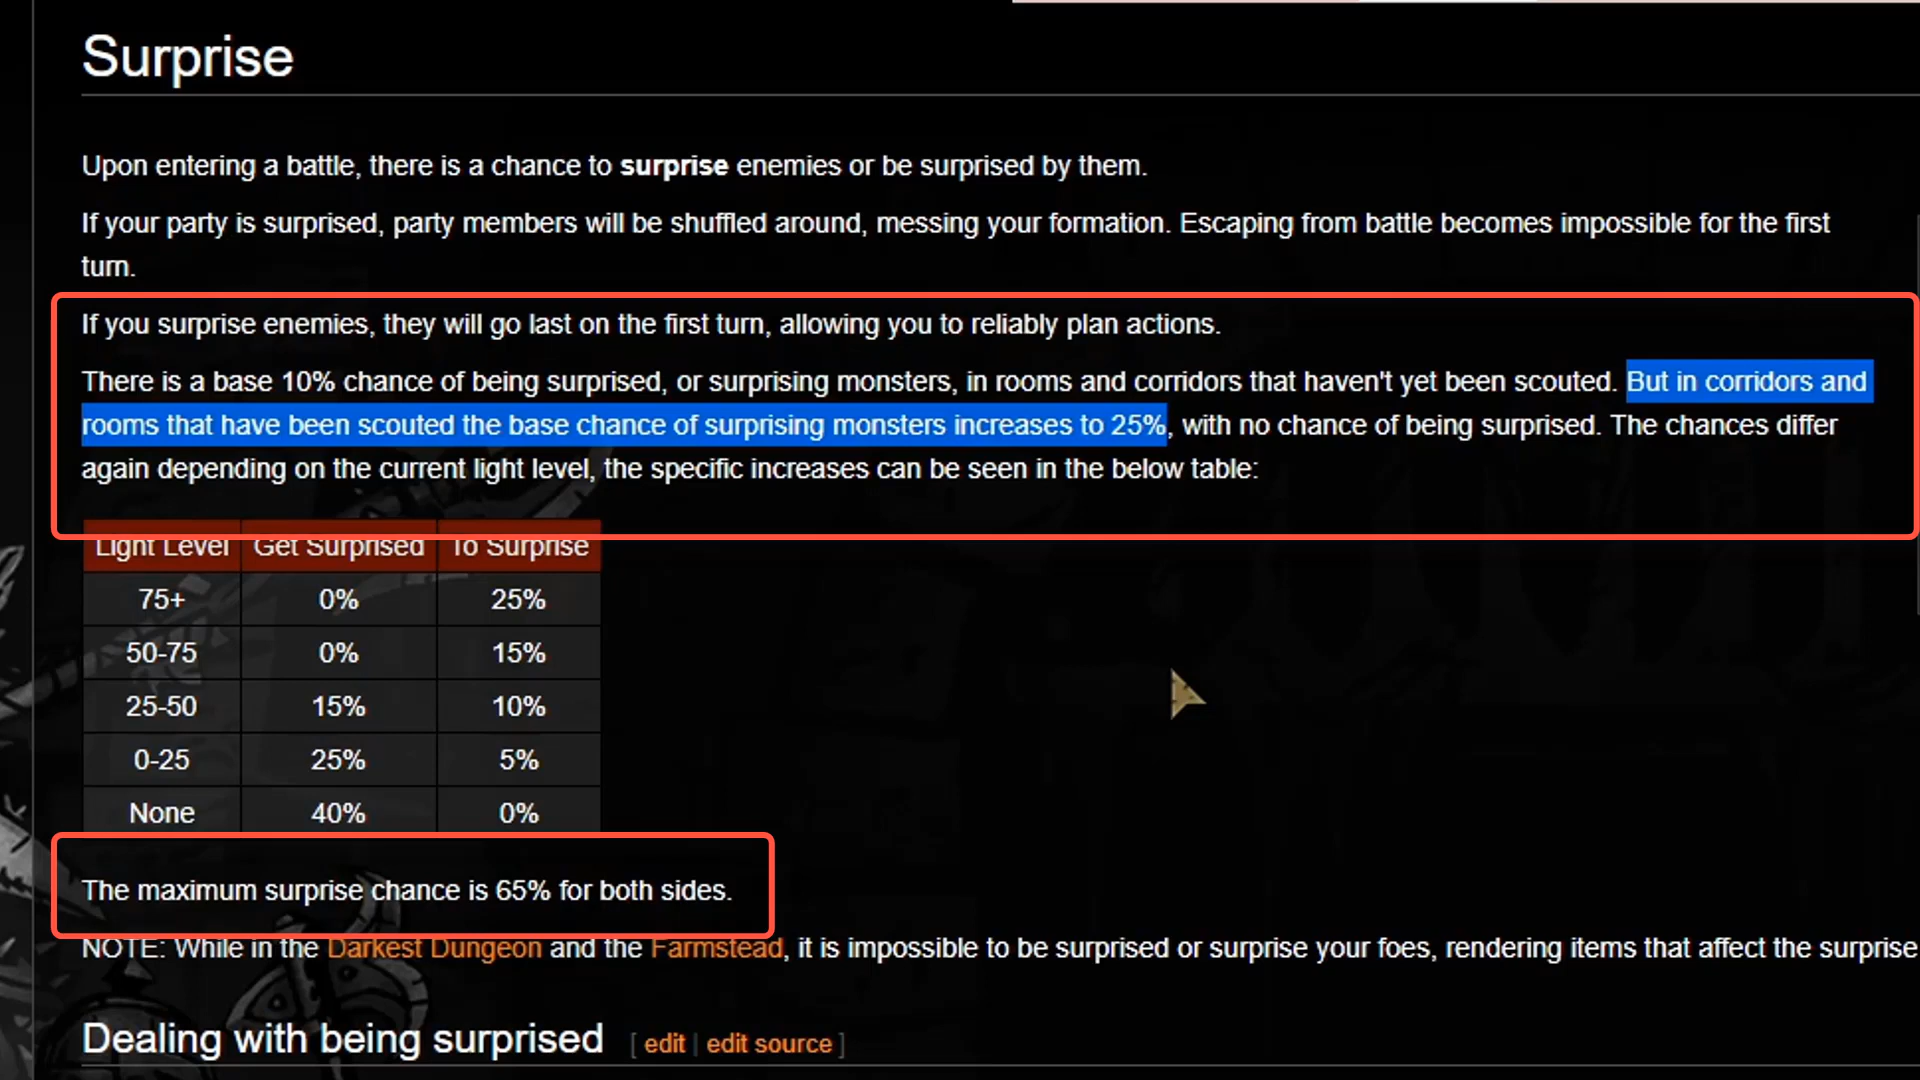 Surprise
Upon entering a battle, there is a chance to surprise enemies or be surprised by them.
If your party is surprised, party members will be shuffled around, messing your formation. Escaping from battle becomes impossible for the first
turn.
If you surprise enemies, they will go last on the first turn, allowing you to reliably plan actions.
There is a base 10% chance of being surprised, or surprising monsters, in rooms and corridors that haven't yet been scouted. But in corridors and
rooms that have been scouted the base chance of surprising monsters increases to 25%, with no chance of being surprised. The chances differ
again depending on the current light level, the specific increases can be seen in the below table:
Light Level Get Surprised To Surprise
75+ 0% 25%
50-75 0% 15%
25-50 15% 10%
0-25 25% 5%
None 40% 0%
The maximum surprise chance is 65% for both sides.
NOTE: While in the Darkest Dungeon and the Farmstead, it is impossible to be surprised or surprise your foes, rendering items that affect the surprise
Dealing with being surprised [ edit | edit source ]